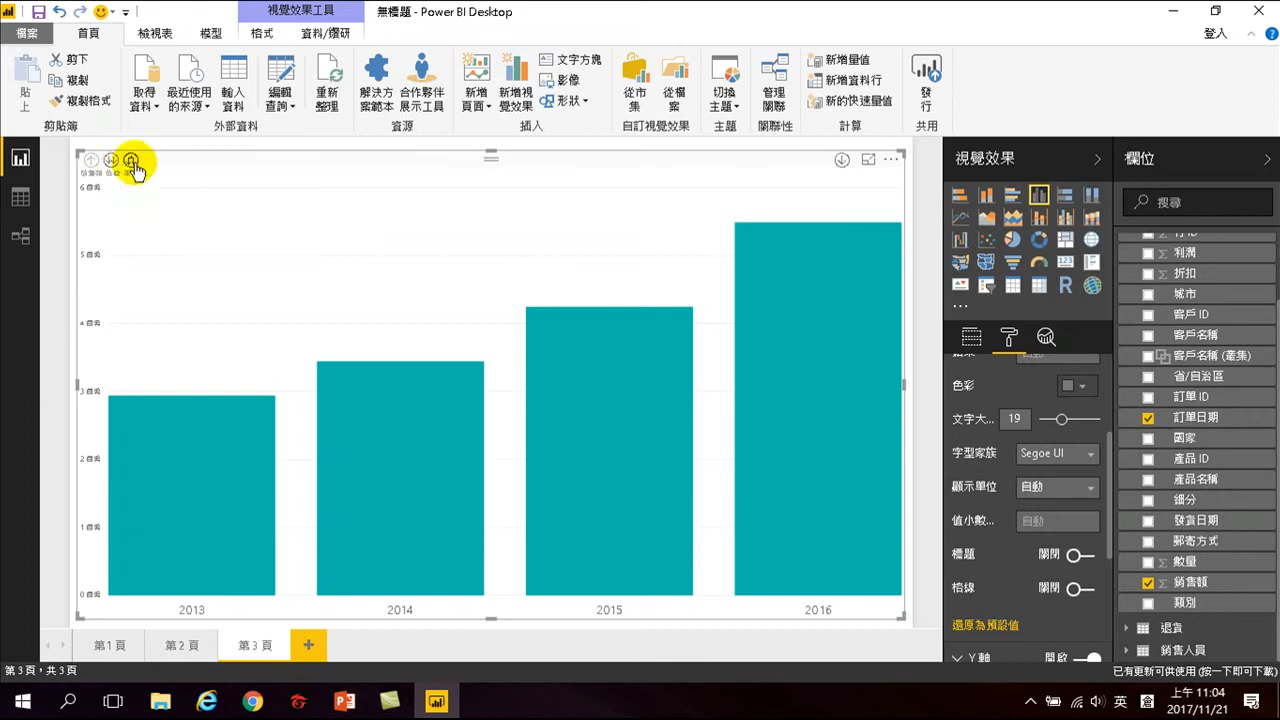 視覺效果工具
無標題 - Power BI Desktop
檔案
首頁
檢視表
模型
格式
資料/鑽研
登入
貼上
剪下
複製
複製格式
剪貼簿
取得資料
最近使用的來源
輸入資料
編輯查詢
外部資料
重新整理
解決方案範本
合作夥伴展示工具
資源
新增頁面
新增視覺效果
文字方塊
影像
形狀
插入
從市集
從檔案
自訂視覺效果
切換主題
主題
管理關聯
關聯性
新增量值
新增資料行
新的快速量值
計算
發行
共用
6 百萬
5 百萬
4 百萬
3 百萬
2 百萬
1 百萬
0 百萬
2013
2014
2015
2016
視覺效果
123
R
色彩
文字大...
19
字型家族
Segoe UI
顯示單位
自動
值小數...
自動
標題
關閉
格線
關閉
還原為預設值
Y 軸
開啟
欄位
搜尋
利潤
折扣
城市
客戶 ID
客戶名稱
客戶名稱 (叢集)
省/自治區
訂單 ID
訂單日期
國家
產品 ID
產品名稱
細分
發貨日期
郵寄方式
數量
銷售額
類別
退貨
銷售人員
第 1 頁
第 2 頁
第 3 頁
第 3 頁，共 3 頁
已有更新可供使用 (按一下即可下載)
英
上午 11:04
2017/11/21